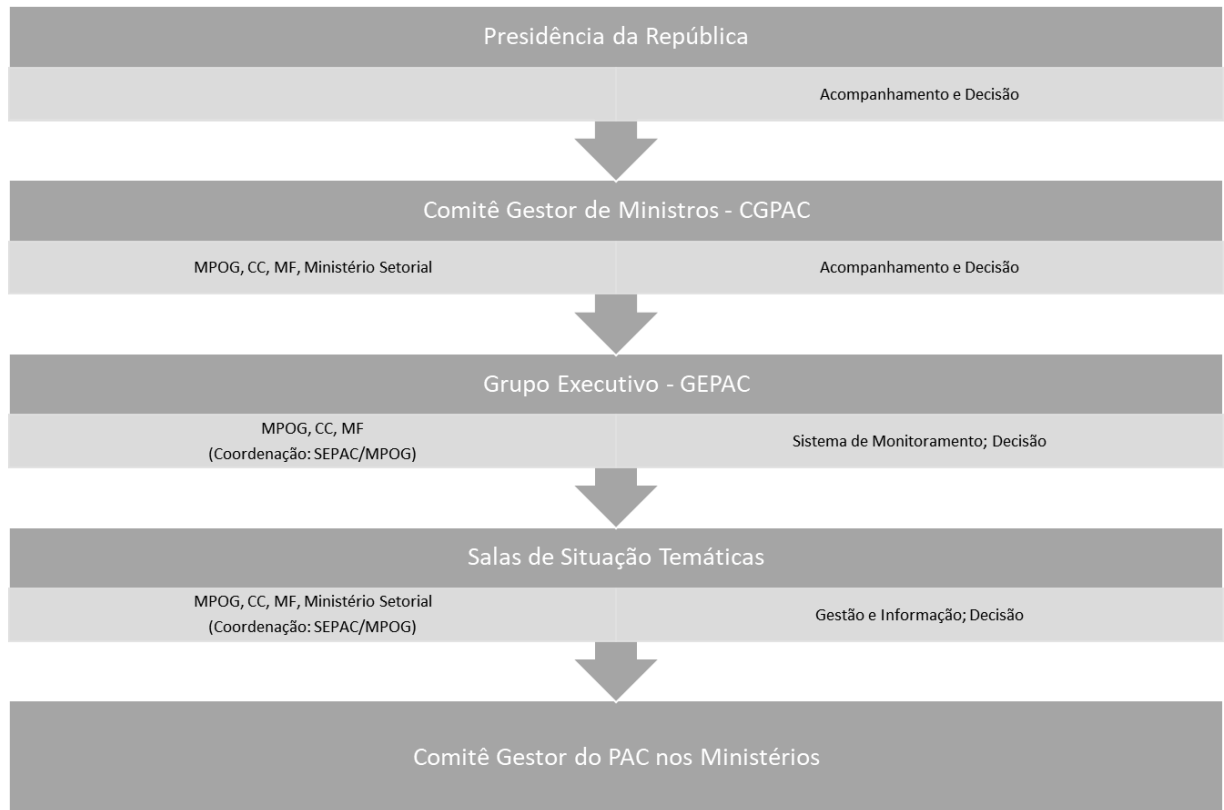 Presidência da República
Acompanhamento e Decisão
Comitê Gestor de Ministros - CGPAC
MPOG, CC, MF, Ministério Setorial
Acompanhamento e Decisão
Grupo Executivo - GEPAC
MPOG, CC, MF
(Coordenação: SEPAC/MPOG)
Sistema de Monitoramento; Decisão
Salas de Situação Temáticas
MPOG, CC, MF, Ministério Setorial
(Coordenação: SEPAC/MPOG)
Gestão e Informação; Decisão
Comitê Gestor do PAC nos Ministérios